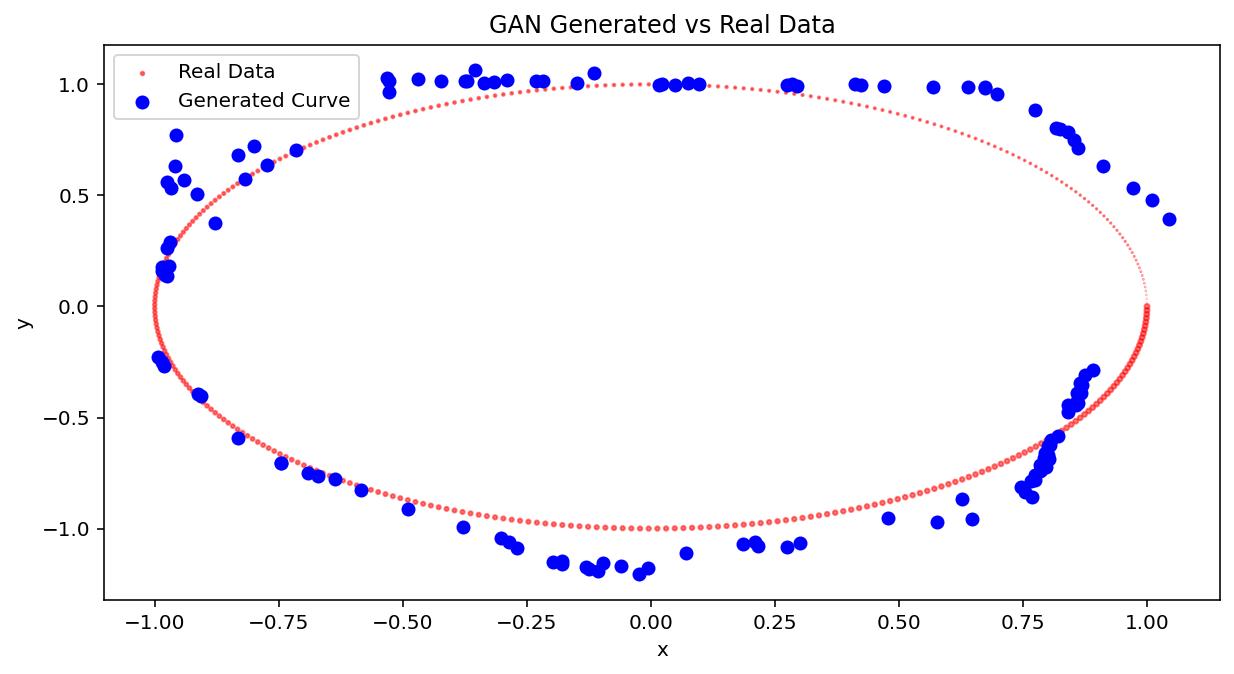 GAN Generated vs Real Data
Real Data
Generated Curve
1.0
0.5
0.0
−0.5
−1.0
y
−1.00 −0.75 −0.50 −0.25 0.00 0.25 0.50 0.75 1.00
x